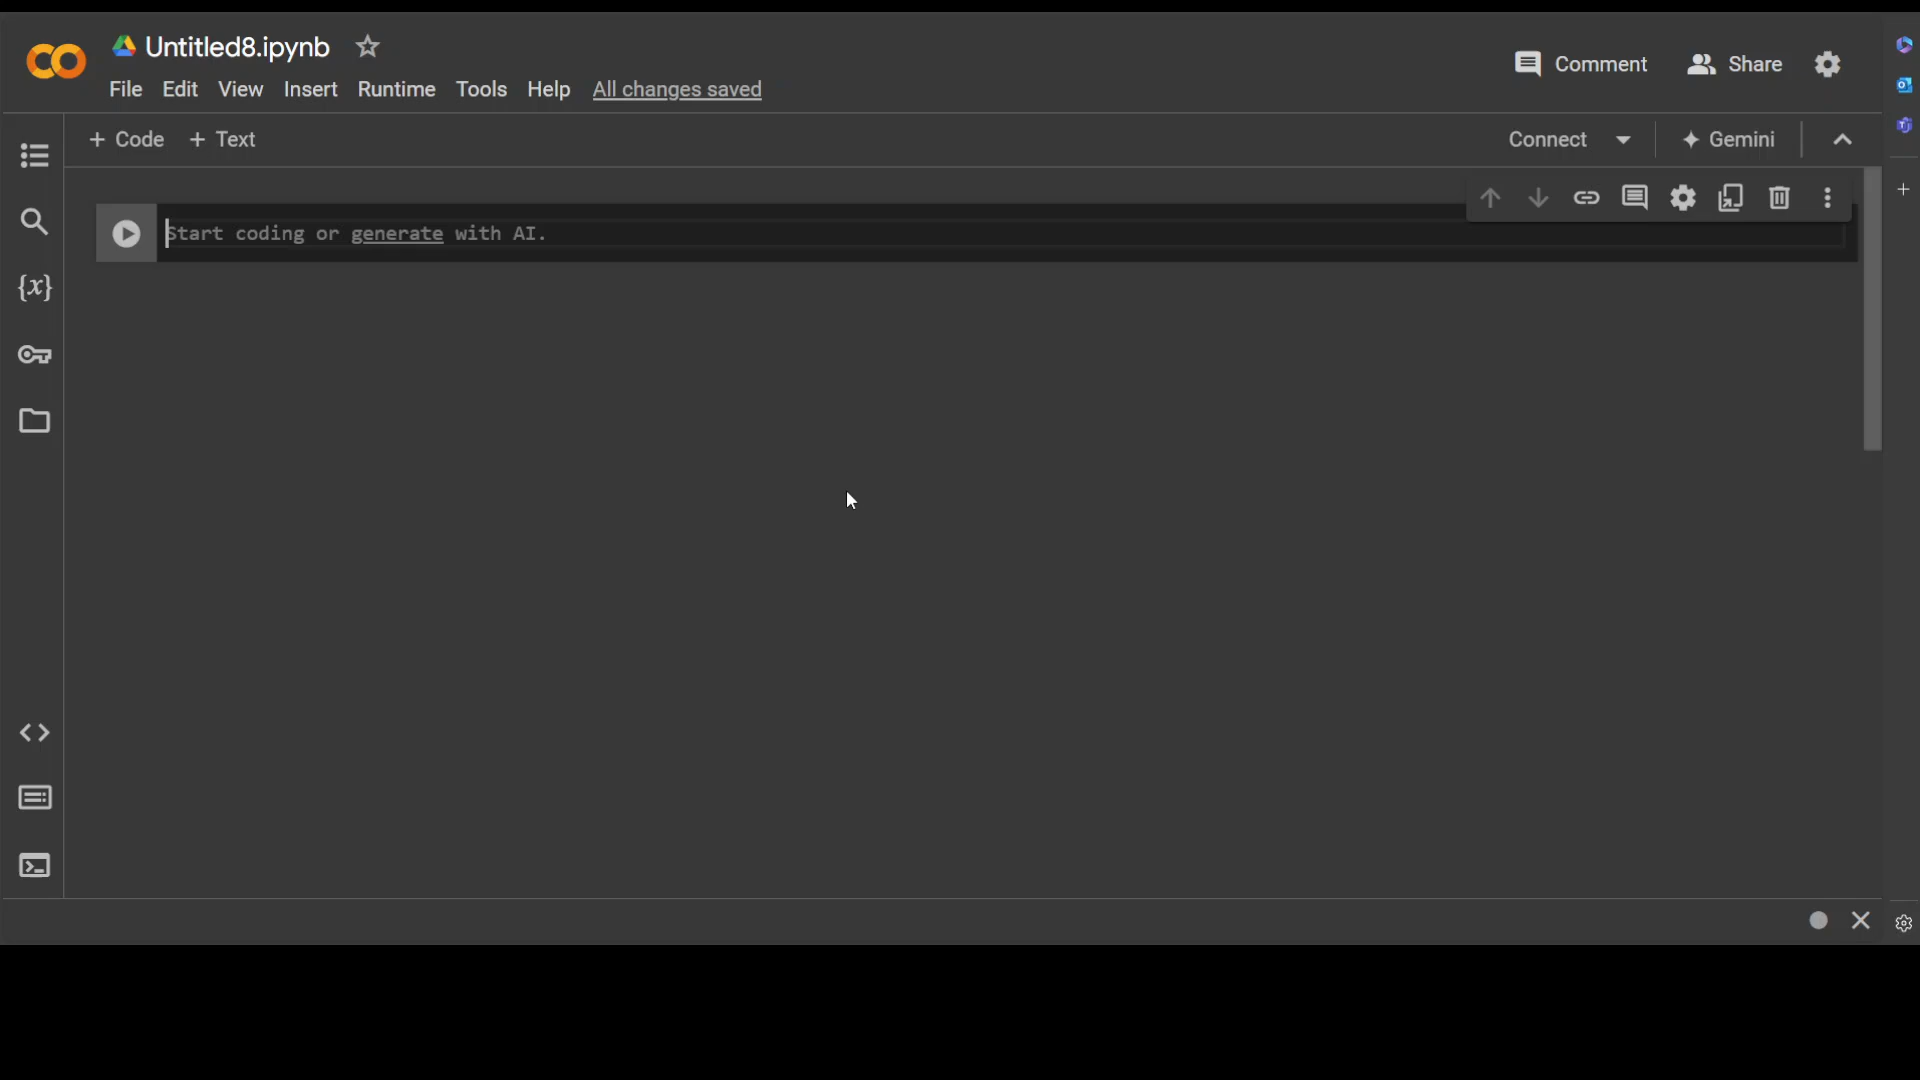 Untitled8.ipynb
File Edit View Insert Runtime Tools Help All changes saved
Comment Share
+ Code + Text
Connect Gemini
{x}
Start coding or generate with AI.